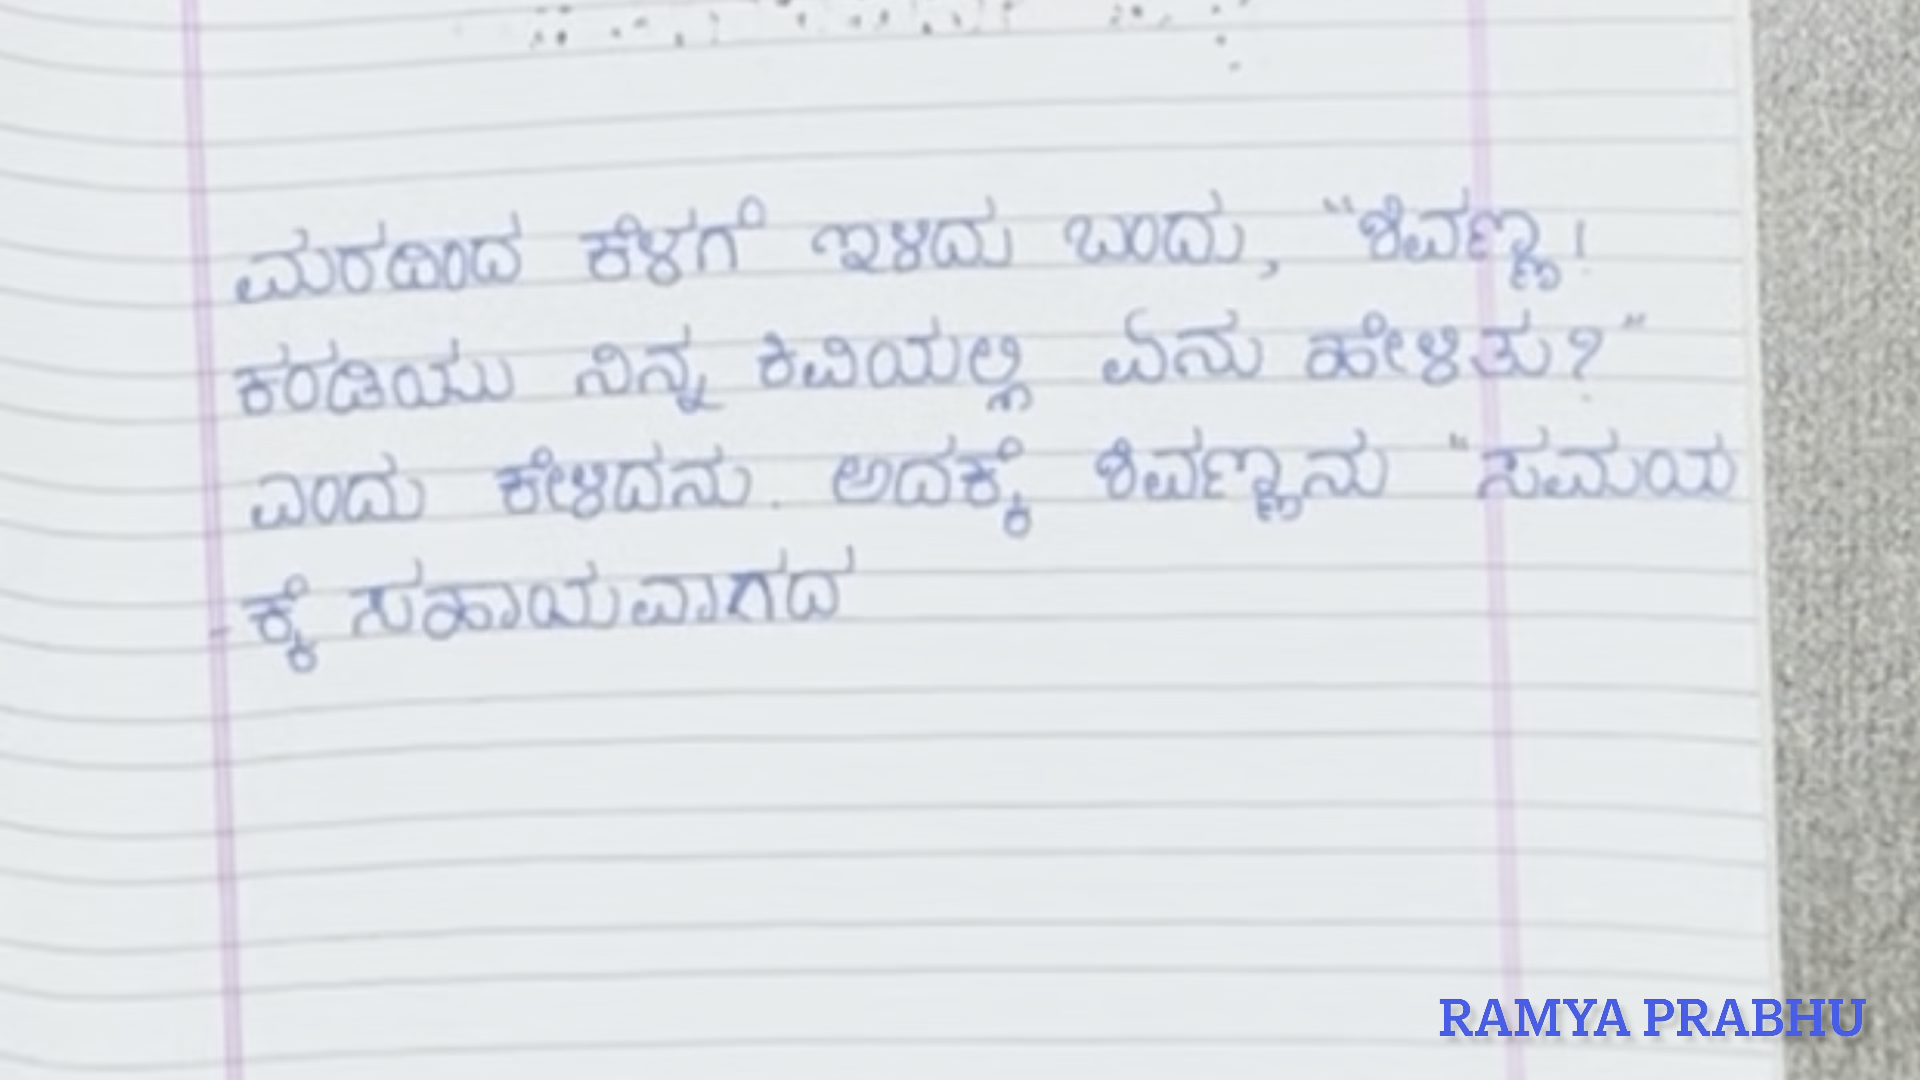 ಮರದಿಂದ ಕೆಳಗೆ ಇಳಿದು ಬಂದು, “ಶಿವಣ್ಣ!
ಕರಡಿಯು ನಿನ್ನ ಕಿವಿಯಲ್ಲಿ ಏನು ಹೇಳಿತು?”
ಎಂದು ಕೇಳಿದನು. ಅದಕ್ಕೆ ಶಿವಣ್ಣನು “ಸಮಯ
-ಕ್ಕೆ ಸಹಾಯವಾಗದ
RAMYA PRABHU